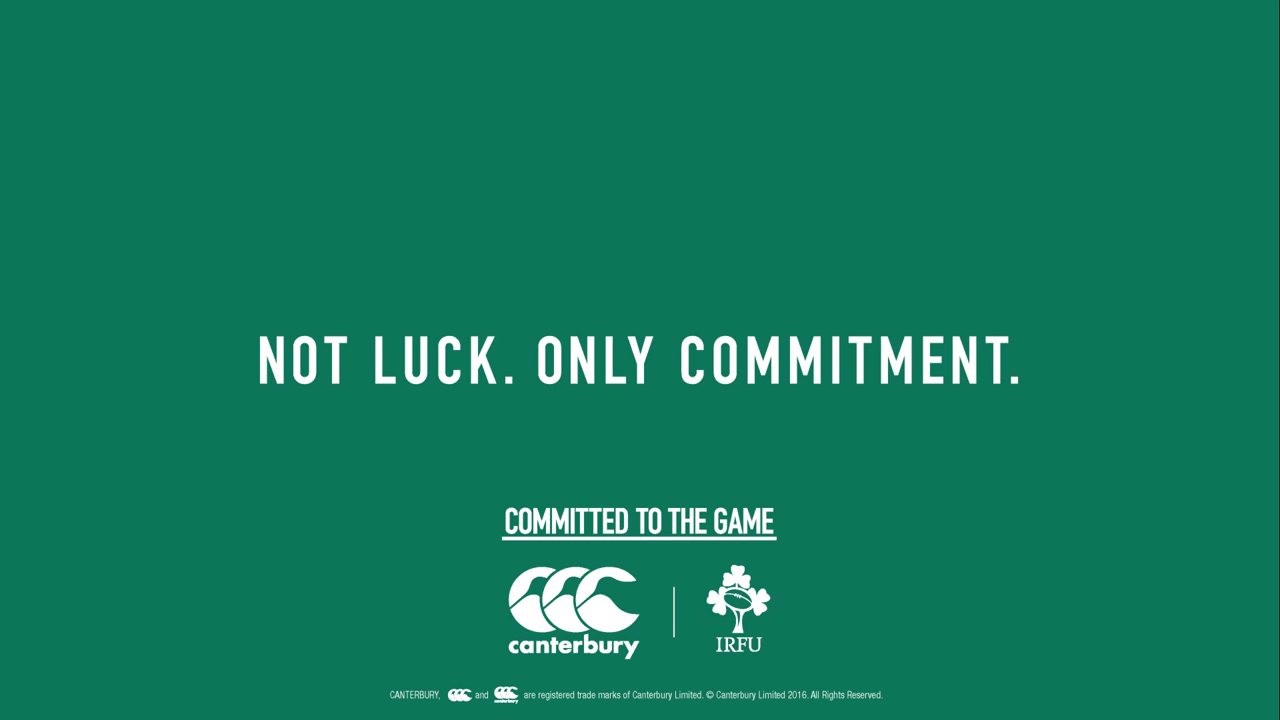 NOT LUCK. ONLY COMMITMENT.
COMMITTED TO THE GAME
canterbury
IRFU
CANTERBURY, and canterbury are registered trade marks of Canterbury Limited. © Canterbury Limited 2016. All Rights Reserved.